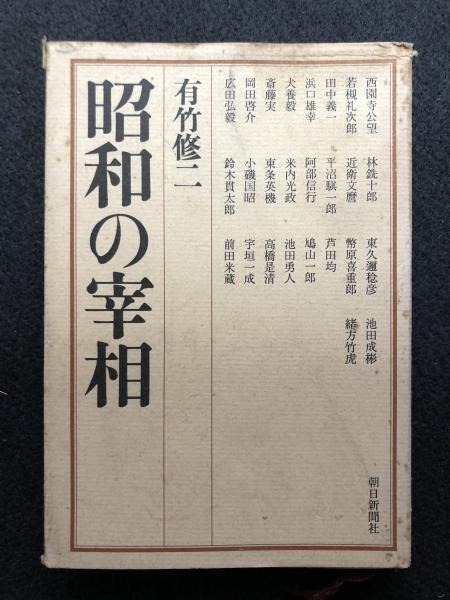 西園寺公望 林銑十郎 東久邇稔彦 池田成彬
若槻礼次郎 近衛文麿 幣原喜重郎 緒方竹虎
田中義一 平沼騏一郎 芦田均
浜口雄幸 阿部信行 鳩山一郎
犬養毅 米内光政 池田勇人
斎藤実 東条英機 高橋是清
岡田啓介 小磯国昭 宇垣一成
広田弘毅 鈴木貫太郎 前田米蔵
有竹修二
昭和の宰相
朝日新聞社